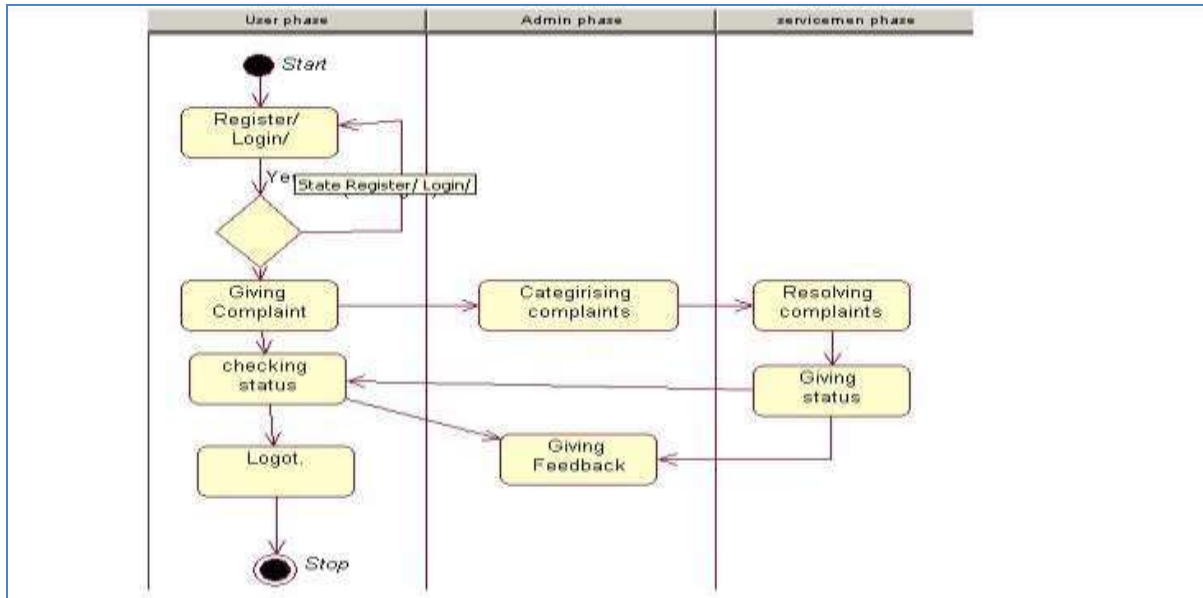 User phase
Admin phase
servicemen phase
Start
Register/
Login/
State Register/ Login/
Giving
Complaint
Categirising
complaints
Resolving
complaints
checking
status
Giving
status
Giving
Feedback
Logot.
Stop